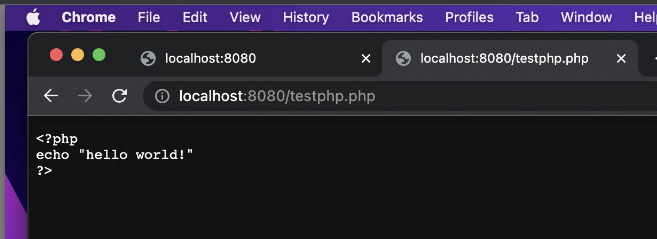 Chrome File Edit View History Bookmarks Profiles Tab Window
localhost:8080 localhost:8080/testphp.php
localhost:8080/testphp.php
<?php
echo "hello world!"
?>